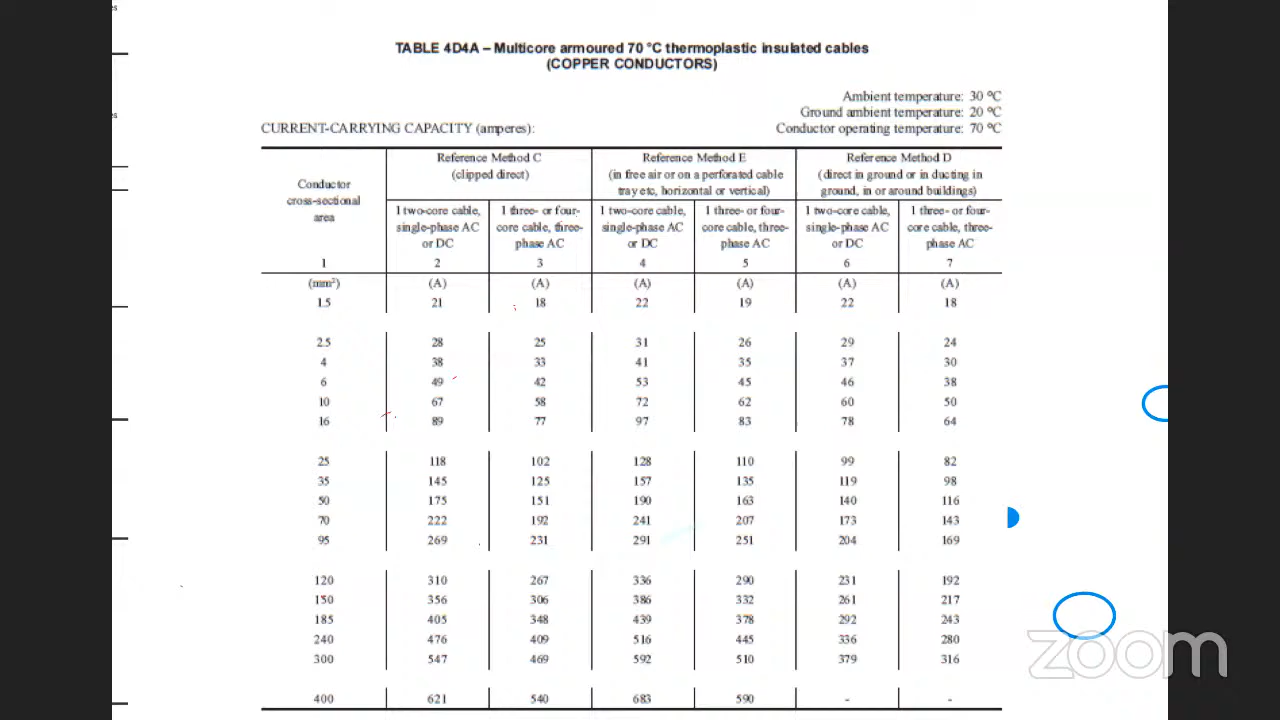 es
TABLE 4D4A – Multicore armoured 70 °C thermoplastic insulated cables
(COPPER CONDUCTORS)
es
Ambient temperature: 30 °C
Ground ambient temperature: 20 °C
CURRENT-CARRYING CAPACITY (amperes): Conductor operating temperature: 70 °C
Conductor
cross-sectional
area
Reference Method C
(clipped direct)
Reference Method E
(in free air or on a perforated cable
tray etc, horizontal or vertical)
Reference Method D
(direct in ground or in ducting in
ground, in or around buildings)
1 two-core cable,
single-phase AC
or DC
1 three- or four-
core cable, three-
phase AC
1 two-core cable,
single-phase AC
or DC
1 three- or four-
core cable, three-
phase AC
1 two-core cable,
single-phase AC
or DC
1 three- or four-
core cable, three-
phase AC
1 2 3 4 5 6 7
(mm²) (A) (A) (A) (A) (A) (A)
1.5 21 18 22 19 22 18
2.5 28 25 31 26 29 24
4 38 33 41 35 37 30
6 49 42 53 45 46 38
10 67 58 72 62 60 50
16 89 77 97 83 78 64
25 118 102 128 110 99 82
35 145 125 157 135 119 98
50 175 151 190 163 140 116
70 222 192 241 207 173 143
95 269 231 291 251 204 169
120 310 267 336 290 231 192
150 356 306 386 332 261 217
185 405 348 439 378 292 243
240 476 409 516 445 336 280
300 547 469 592 510 379 316
400 621 540 683 590 - -
zoom